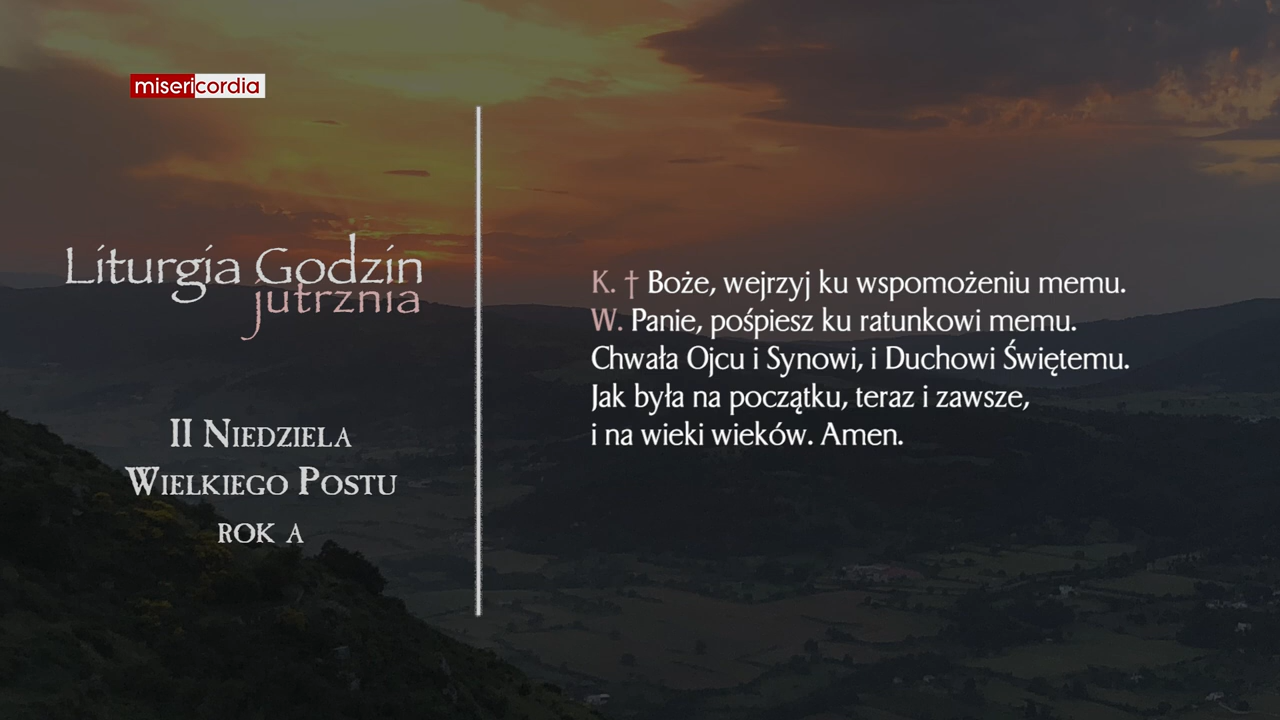 misericordia
Liturgia Godzin
jutrznia
II Niedziela
Wielkiego Postu
rok A
K. † Boże, wejrzyj ku wspomożeniu memu.
W. Panie, pośpiesz ku ratunkowi memu.
Chwała Ojcu i Synowi, i Duchowi Świętemu.
Jak była na początku, teraz i zawsze,
i na wieki wieków. Amen.